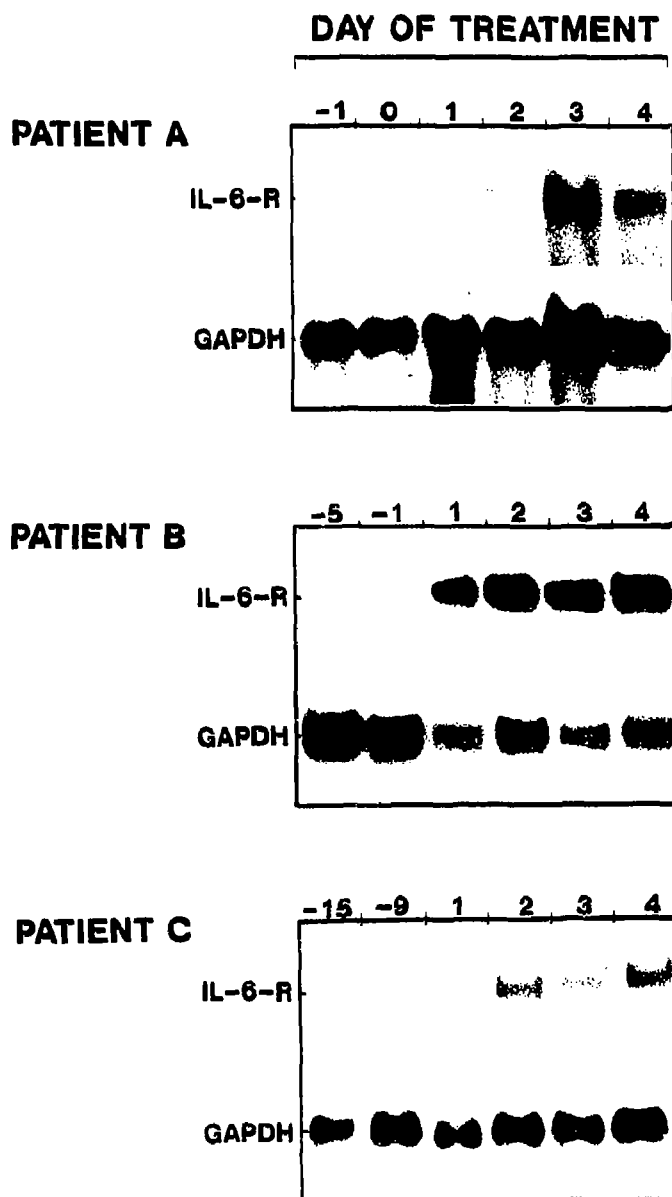 DAY OF TREATMENT
PATIENT A
-1 0 1 2 3 4
IL-6-R
GAPDH
PATIENT B
-5 -1 1 2 3 4
IL-6-R
GAPDH
PATIENT C
-15 -9 1 2 3 4
IL-6-R
GAPDH